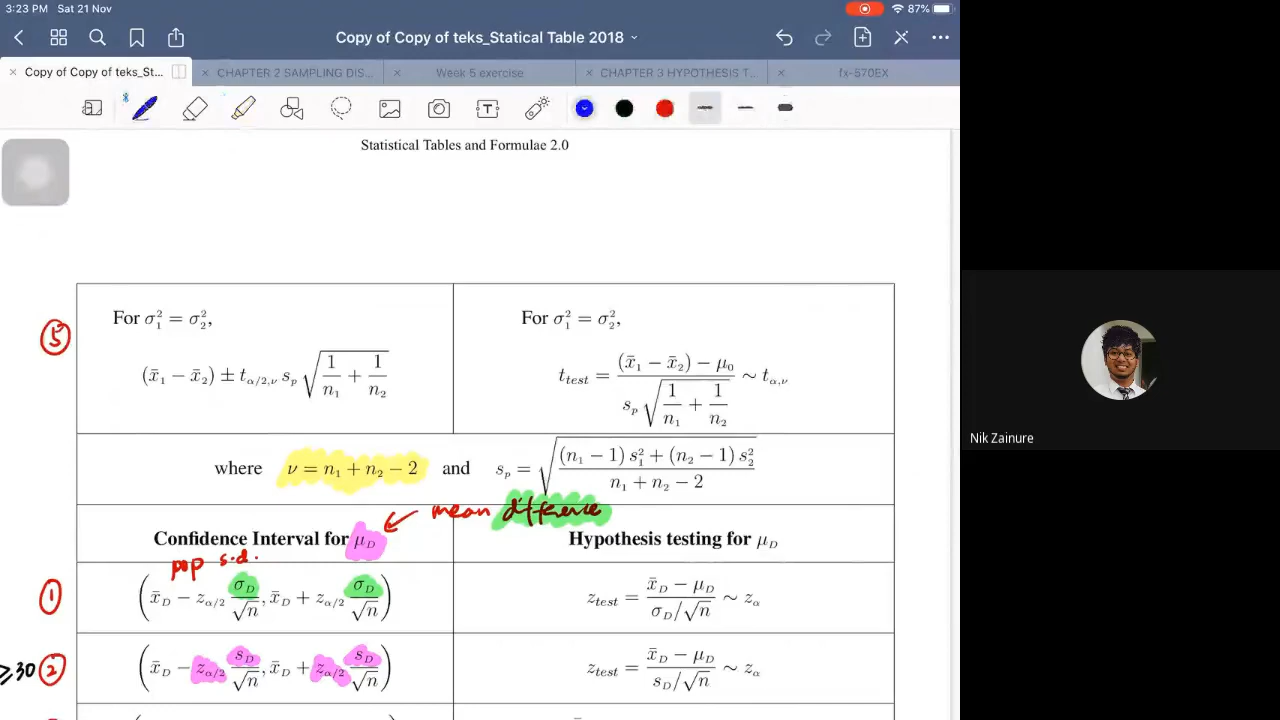 3:23 PM Sat 21 Nov
87%
Copy of Copy of teks_Statical Table 2018
Copy of Copy of teks_St...
CHAPTER 2 SAMPLING DIS...
Week 5 exercise
CHAPTER 3 HYPOTHESIS T...
fx-570EX
Statistical Tables and Formulae 2.0
5
For σ₁² = σ₂²,
For σ₁² = σ₂²,
(x̄₁ − x̄₂) ± t_{α/2,ν} s_p √(1/n₁ + 1/n₂)
t_{test} = ((x̄₁ − x̄₂) − μ₀) / (s_p √(1/n₁ + 1/n₂)) ∼ t_{α,ν}
where ν = n₁ + n₂ − 2 and s_p = √(((n₁ − 1) s₁² + (n₂ − 1) s₂²) / (n₁ + n₂ − 2))
mean difference
Confidence Interval for μ_D
Hypothesis testing for μ_D
pop s.d.
1
(x̄_D − z_{α/2} σ_D/√n, x̄_D + z_{α/2} σ_D/√n)
z_{test} = (x̄_D − μ_D) / (σ_D/√n) ∼ z_α
≥30 2
(x̄_D − z_{α/2} s_D/√n, x̄_D + z_{α/2} s_D/√n)
z_{test} = (x̄_D − μ_D) / (s_D/√n) ∼ z_α
Nik Zainure